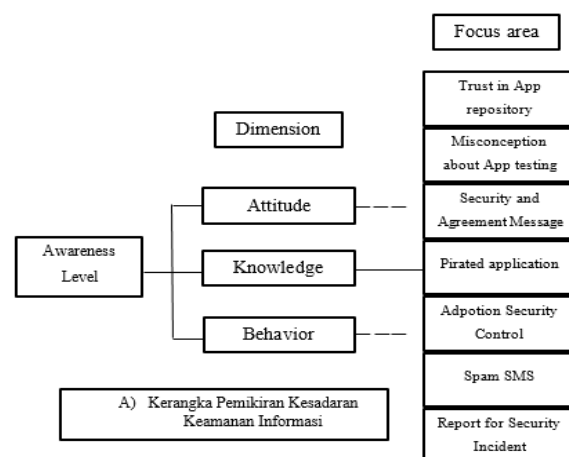 Focus area
Trust in App
repository
Dimension
Misconception
about App testing
Attitude
Security and
Agreement Message
Awareness
Level
Knowledge
Pirated application
Behavior
Adpotion Security
Control
Spam SMS
A) Kerangka Pemikiran Kesadaran
Keamanan Informasi
Report for Security
Incident